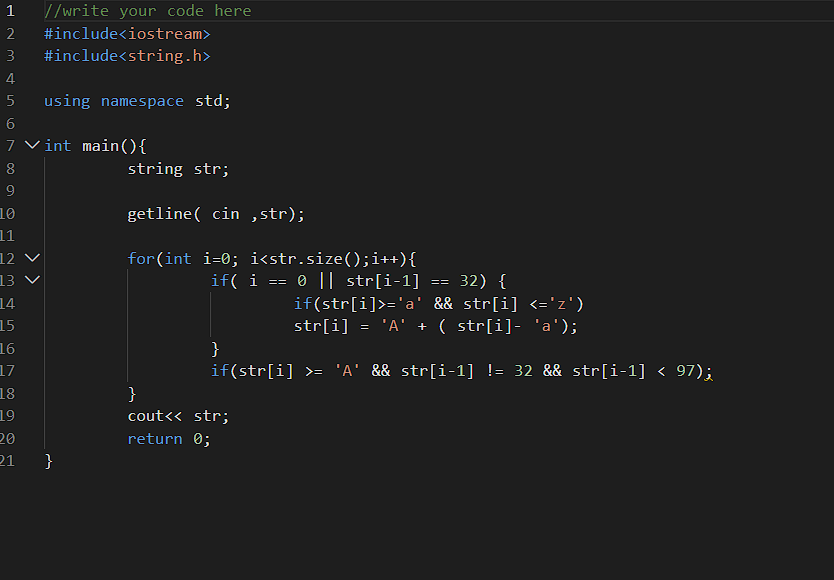 1 //write your code here
2 #include<iostream>
3 #include<string.h>
4
5 using namespace std;
6
7 int main(){
8 string str;
9
10 getline( cin ,str);
11
12 for(int i=0; i<str.size();i++){
13 if( i == 0 || str[i-1] == 32) {
14 if(str[i]>='a' && str[i] <='z')
15 str[i] = 'A' + ( str[i]- 'a');
16 }
17 if(str[i] >= 'A' && str[i-1] != 32 && str[i-1] < 97);
18 }
19 cout<< str;
20 return 0;
21 }